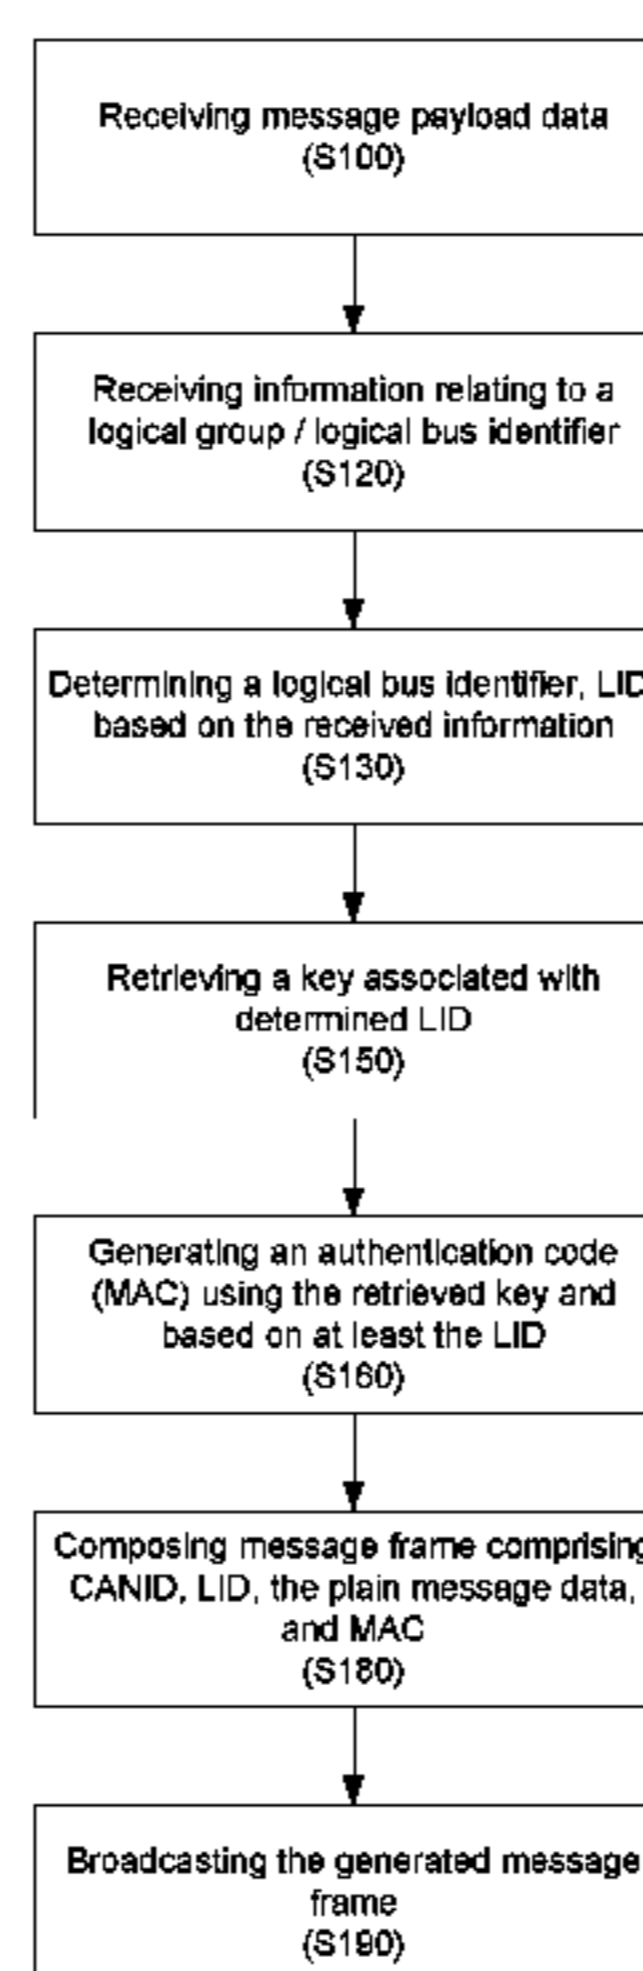 Receiving message payload data
(S100)
Receiving information relating to a
logical group / logical bus identifier
(S120)
Determining a logical bus identifier, LID
based on the received information
(S130)
Retrieving a key associated with
determined LID
(S150)
Generating an authentication code
(MAC) using the retrieved key and
based on at least the LID
(S160)
Composing message frame comprising
CANID, LID, the plain message data,
and MAC
(S180)
Broadcasting the generated message
frame
(S190)